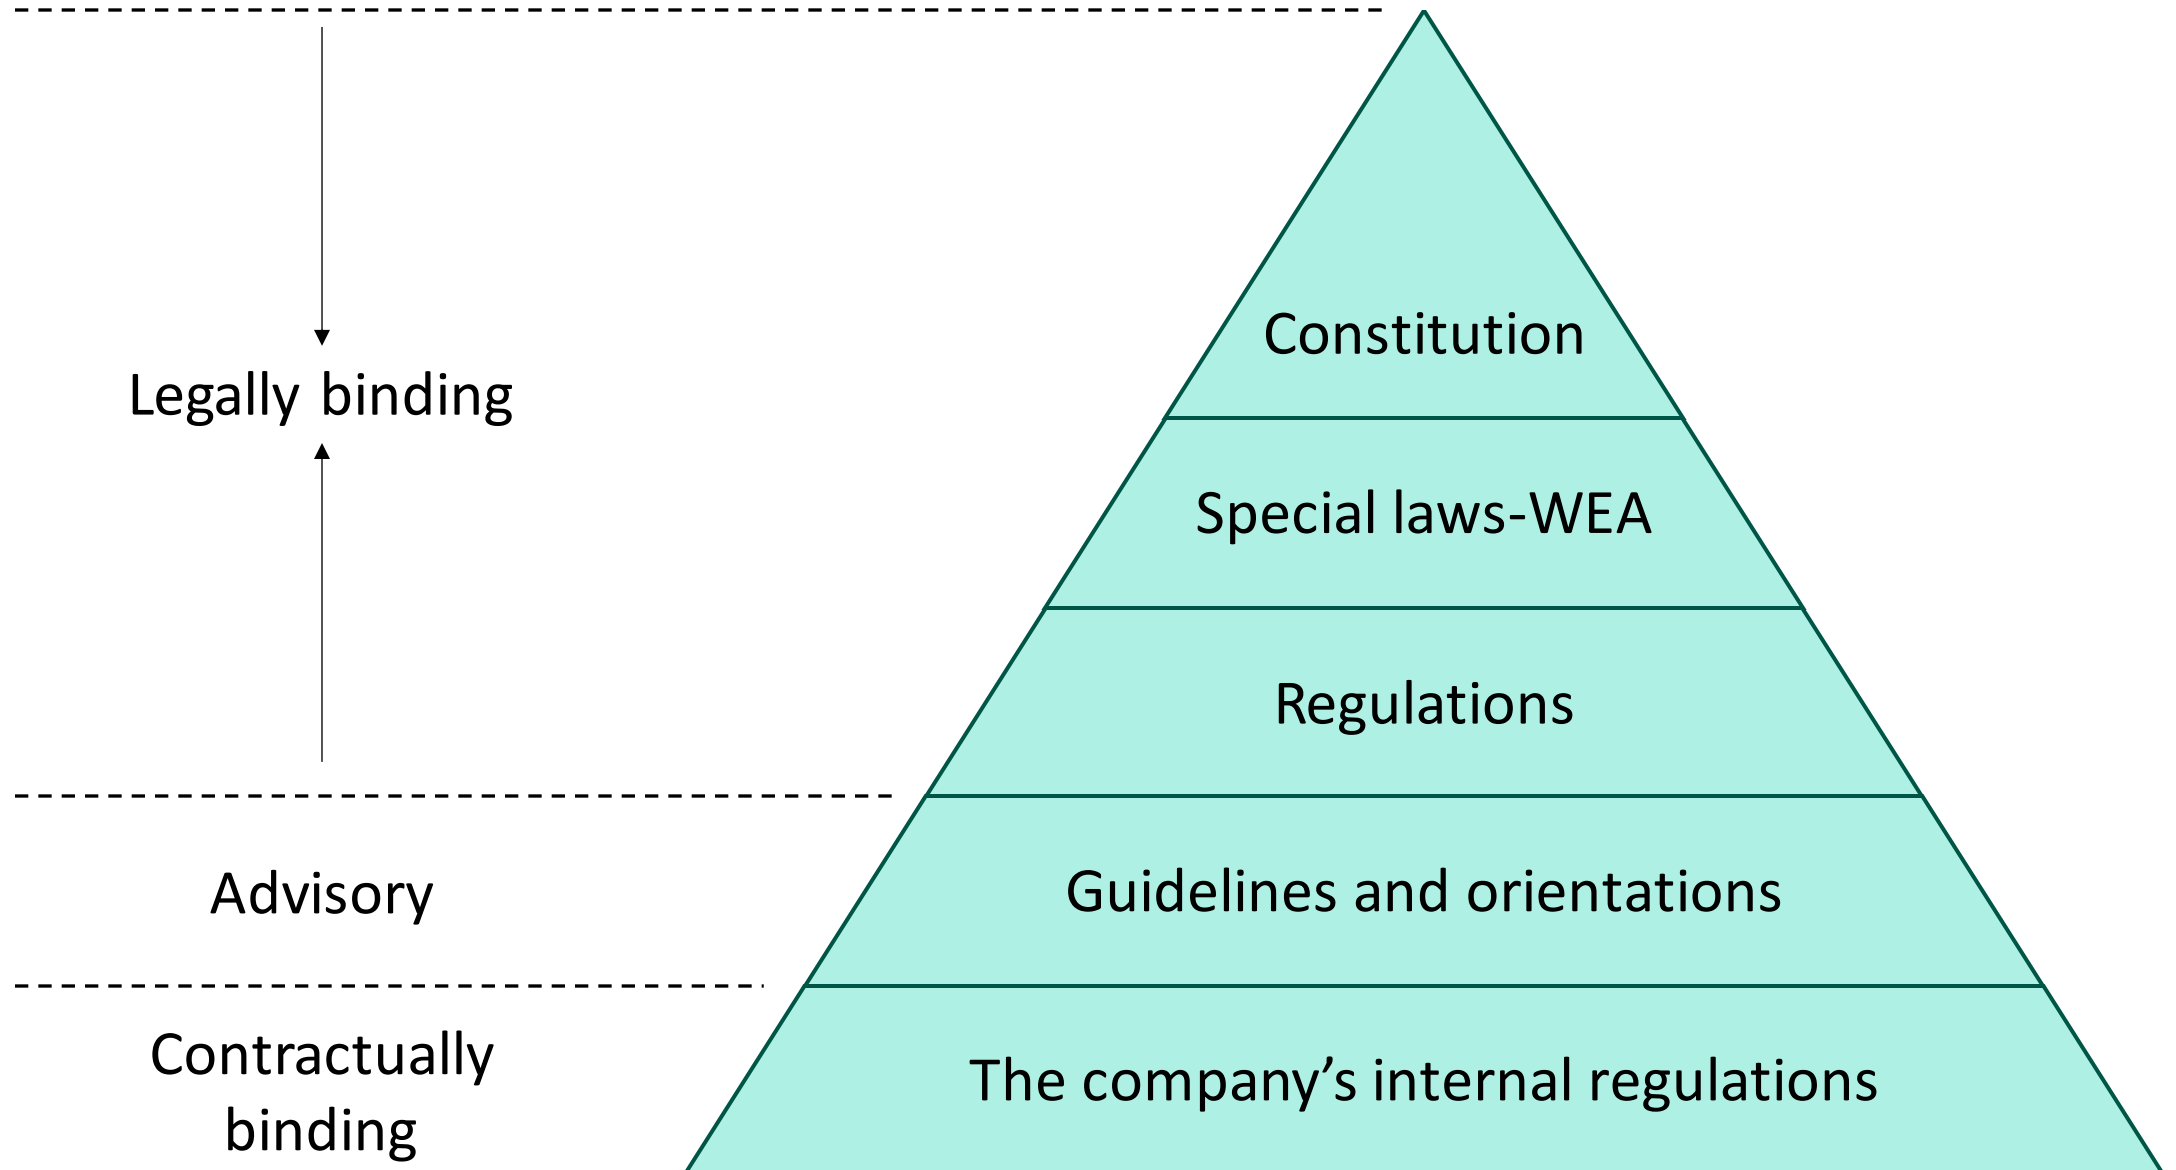 Constitution
Legally binding
Special laws-WEA
Regulations
Advisory
Guidelines and orientations
Contractually
binding
The company’s internal regulations